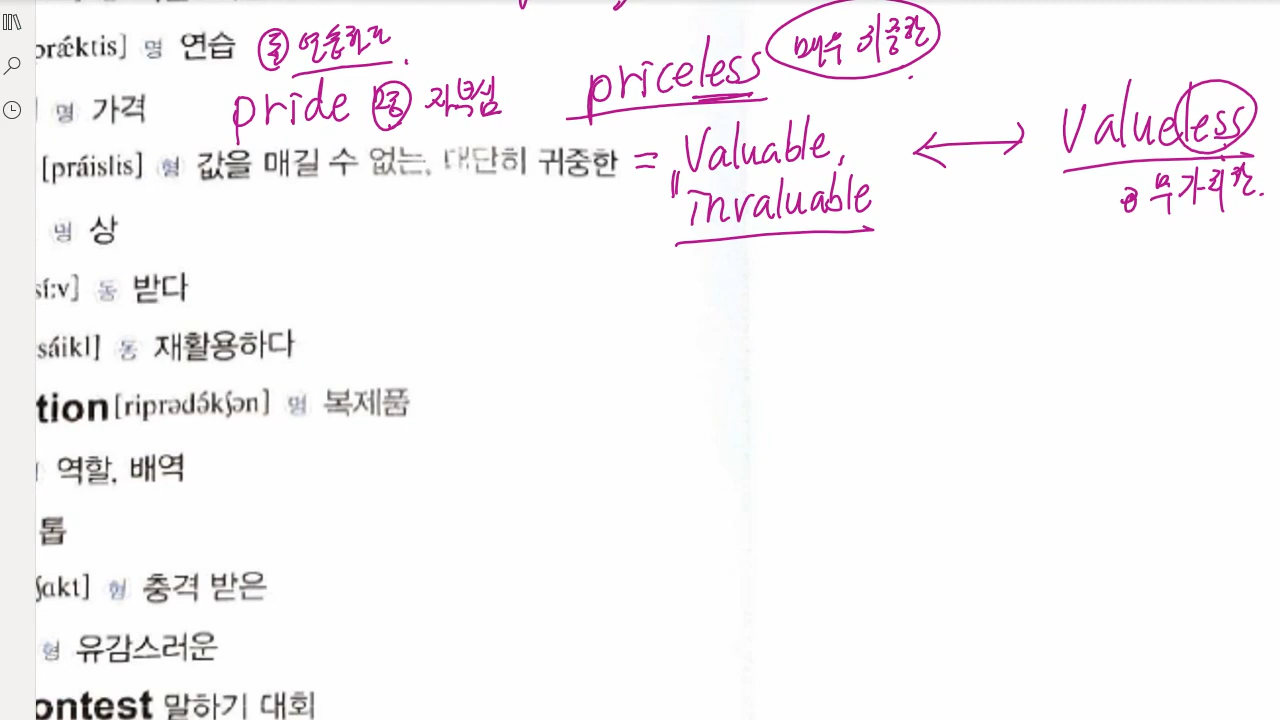 præktis] 명 연습 동 연습한다.
명 가격 pride 명 자부심 priceless 매우 귀중한.
[práislis] 형 값을 매길 수 없는, 대단히 귀중한 = Valuable, ↔ Valueless
" invaluable 무가치한.
명 상
sí:v] 동 받다
sáikl] 동 재활용하다
tion[riprədʌ́kʃən] 명 복제품
역할, 배역
톱
ʃɑkt] 형 충격 받은
형 유감스러운
ontest 말하기 대회